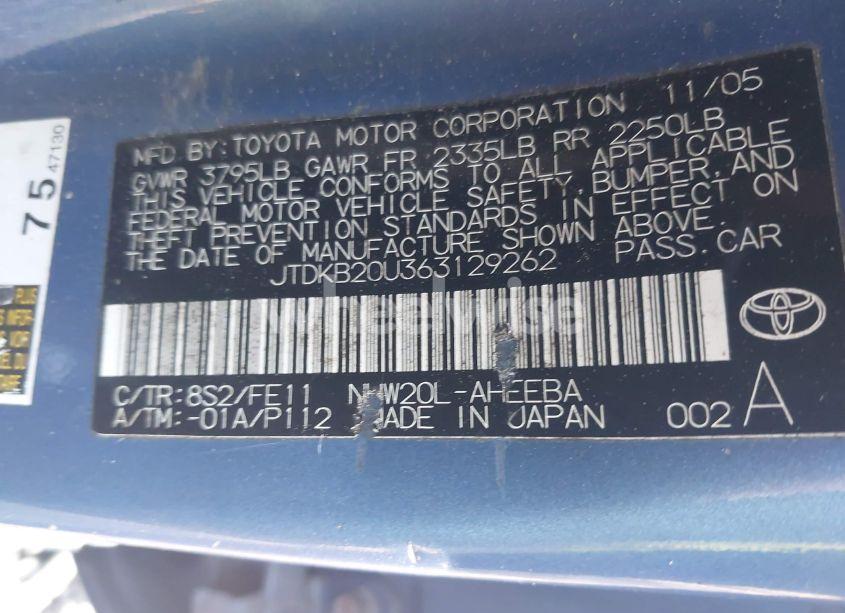 MFD BY: TOYOTA MOTOR CORPORATION 11/05
GVWR 3795LB GAWR FR 2335LB RR 2250LB
THIS VEHICLE CONFORMS TO ALL APPLICABLE
FEDERAL MOTOR VEHICLE SAFETY, BUMPER, AND
THEFT PREVENTION STANDARDS IN EFFECT ON
THE DATE OF MANUFACTURE SHOWN ABOVE.
JTDKB20U363129262 PASS. CAR
wheelwise
C/TR: 8S2/FE11 NHW20L-AHEEBA
A/TM: -01A/P112 MADE IN JAPAN 002 A
75
47130